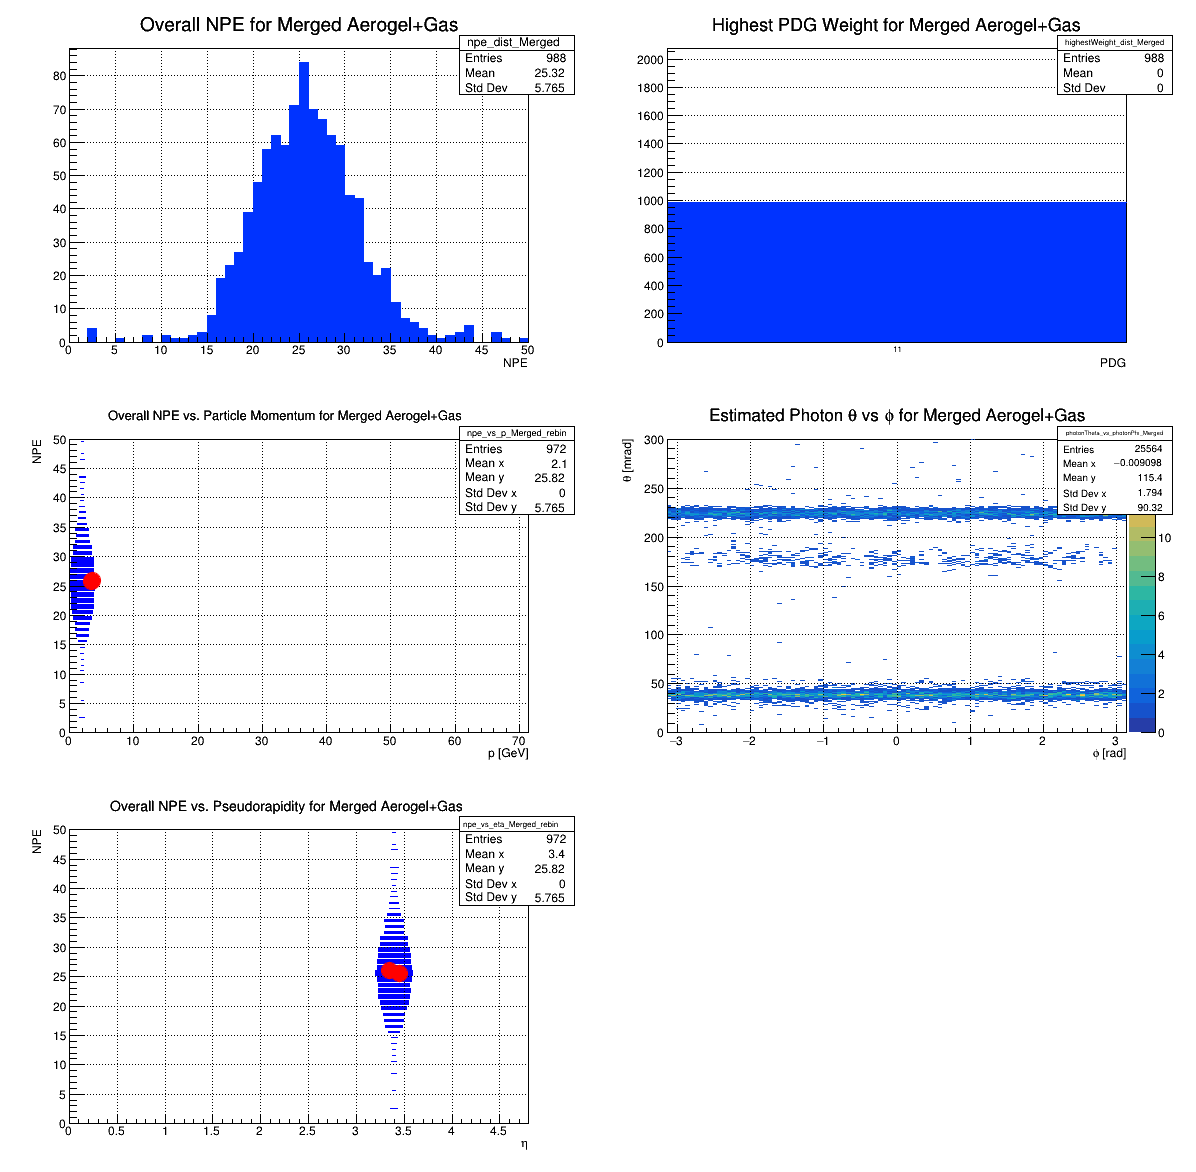 Overall NPE for Merged Aerogel+Gas
npe_dist_Merged
Entries 988
Mean 25.32
Std Dev 5.765
80
70
60
50
40
30
20
10
0
0 5 10 15 20 25 30 35 40 45 50
NPE
Highest PDG Weight for Merged Aerogel+Gas
highestWeight_dist_Merged
Entries 988
Mean 0
Std Dev 0
2000
1800
1600
1400
1200
1000
800
600
400
200
0
11
PDG
Overall NPE vs. Particle Momentum for Merged Aerogel+Gas
npe_vs_p_Merged_rebin
Entries 972
Mean x 2.1
Mean y 25.82
Std Dev x 0
Std Dev y 5.765
NPE
50
45
40
35
30
25
20
15
10
5
0
0 10 20 30 40 50 60 70
p [GeV]
Estimated Photon θ vs ϕ for Merged Aerogel+Gas
photonTheta_vs_photonPhi_Merged
Entries 25564
Mean x −0.009098
Mean y 115.4
Std Dev x 1.794
Std Dev y 90.32
θ [mrad]
300
250
200
150
100
50
0
−3 −2 −1 0 1 2 3
ϕ [rad]
10
8
6
4
2
0
Overall NPE vs. Pseudorapidity for Merged Aerogel+Gas
npe_vs_eta_Merged_rebin
Entries 972
Mean x 3.4
Mean y 25.82
Std Dev x 0
Std Dev y 5.765
NPE
50
45
40
35
30
25
20
15
10
5
0
0 0.5 1 1.5 2 2.5 3 3.5 4 4.5
η